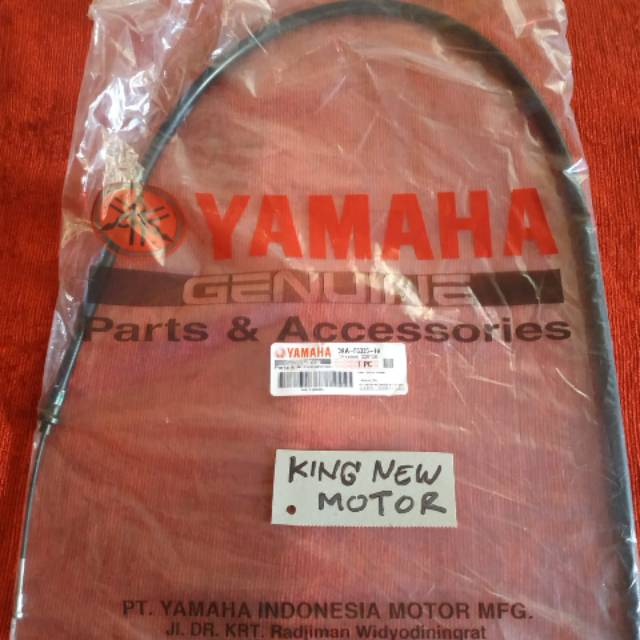 YAMAHA
GENUINE
Parts & Accessories
YAMAHA
1 PC
KING NEW
MOTOR
PT. YAMAHA INDONESIA MOTOR MFG.
Jl. DR. KRT. Radjiman Widyodiningrat